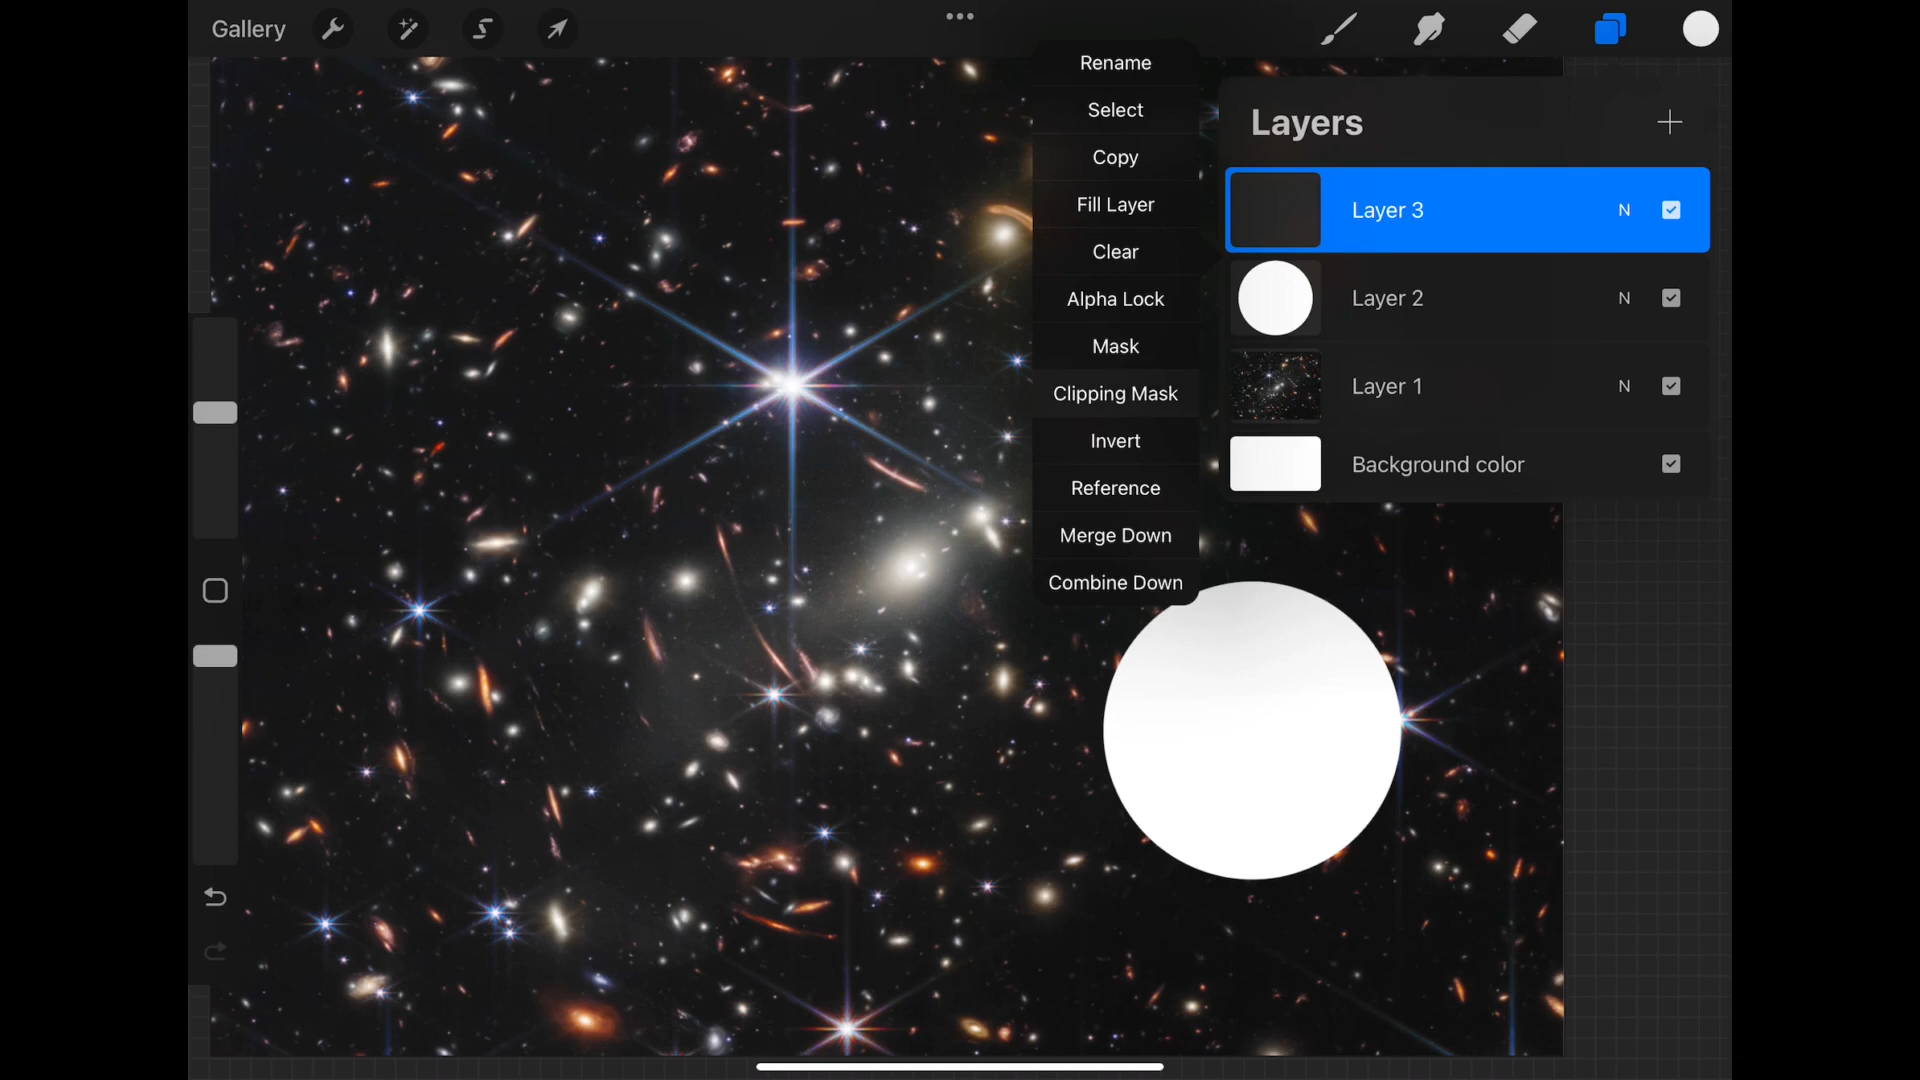 Gallery
Rename
Select
Copy
Fill Layer
Clear
Alpha Lock
Mask
Clipping Mask
Invert
Reference
Merge Down
Combine Down
Layers
Layer 3 N
Layer 2 N
Layer 1 N
Background color